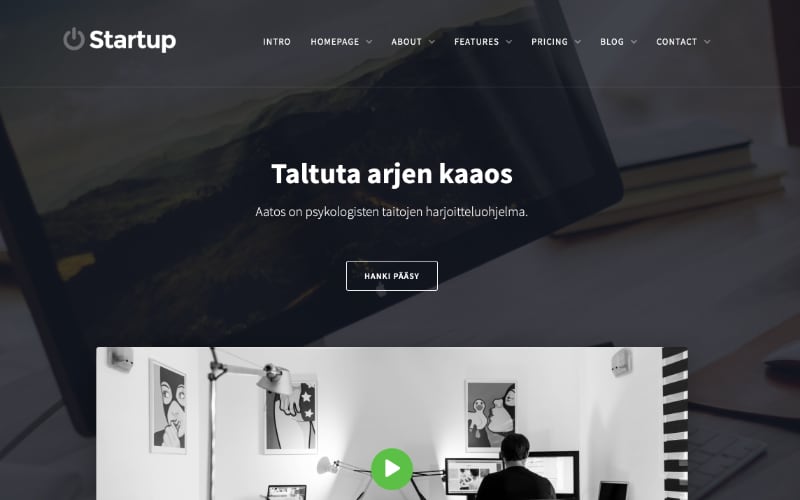 Startup
INTRO
HOMEPAGE
ABOUT
FEATURES
PRICING
BLOG
CONTACT
Taltuta arjen kaaos
Aatos on psykologisten taitojen harjoitteluohjelma.
HANKI PÄÄSY